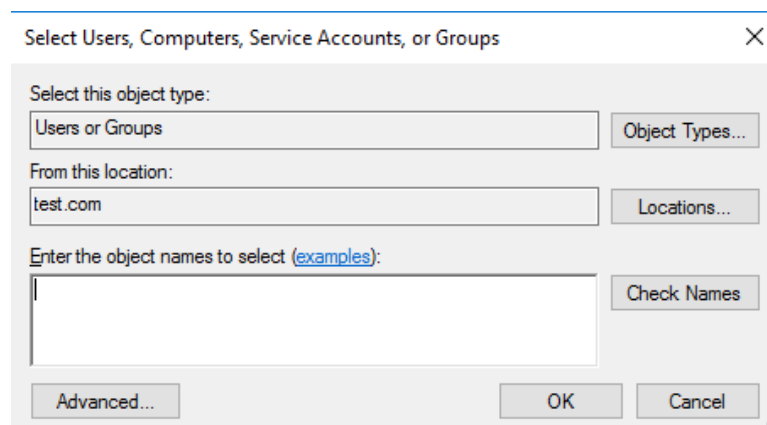 Select Users, Computers, Service Accounts, or Groups
Select this object type:
Users or Groups
Object Types...
From this location:
test.com
Locations...
Enter the object names to select (examples):
Check Names
Advanced...
OK
Cancel